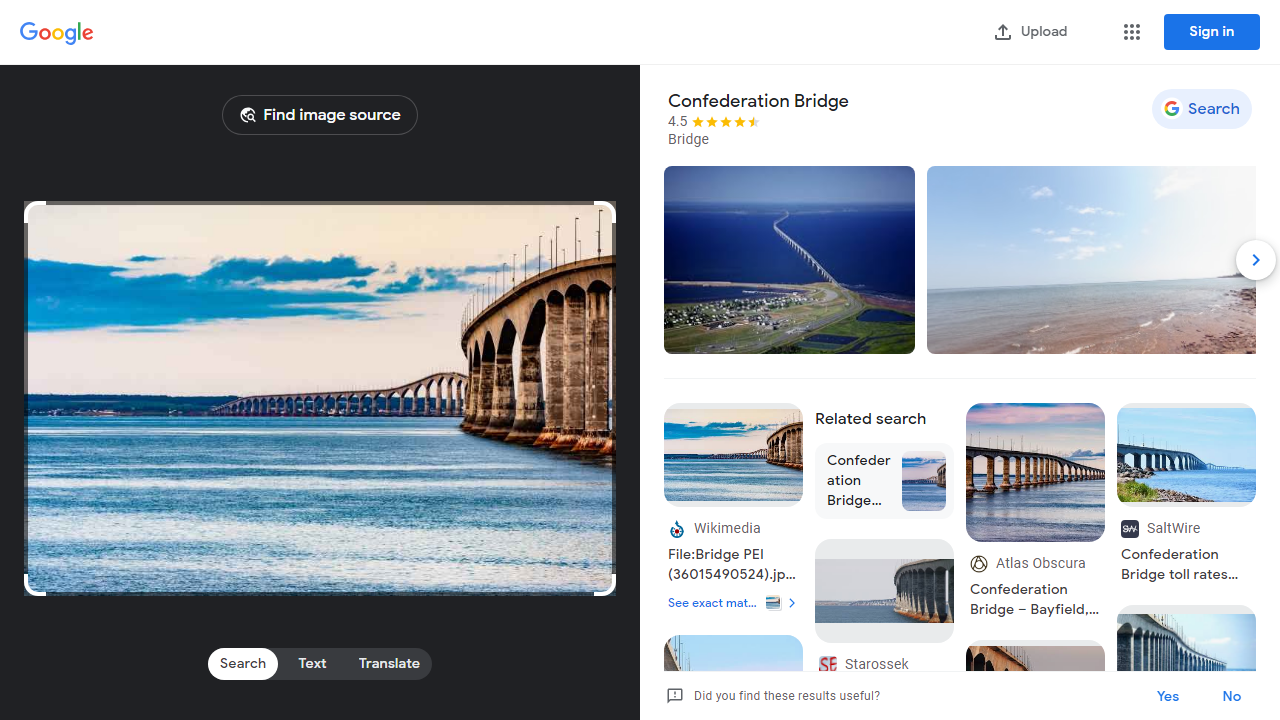 Google
Upload
Sign in
Find image source
Search
Text
Translate
Confederation Bridge
4.5
Bridge
Search
Wikimedia
File:Bridge PEI
(36015490524).jp...
See exact mat...
Related search
Confeder
ation
Bridge...
Starossek
Atlas Obscura
Confederation
Bridge – Bayfield,...
SaltWire
Confederation
Bridge toll rates...
Did you find these results useful?
Yes
No